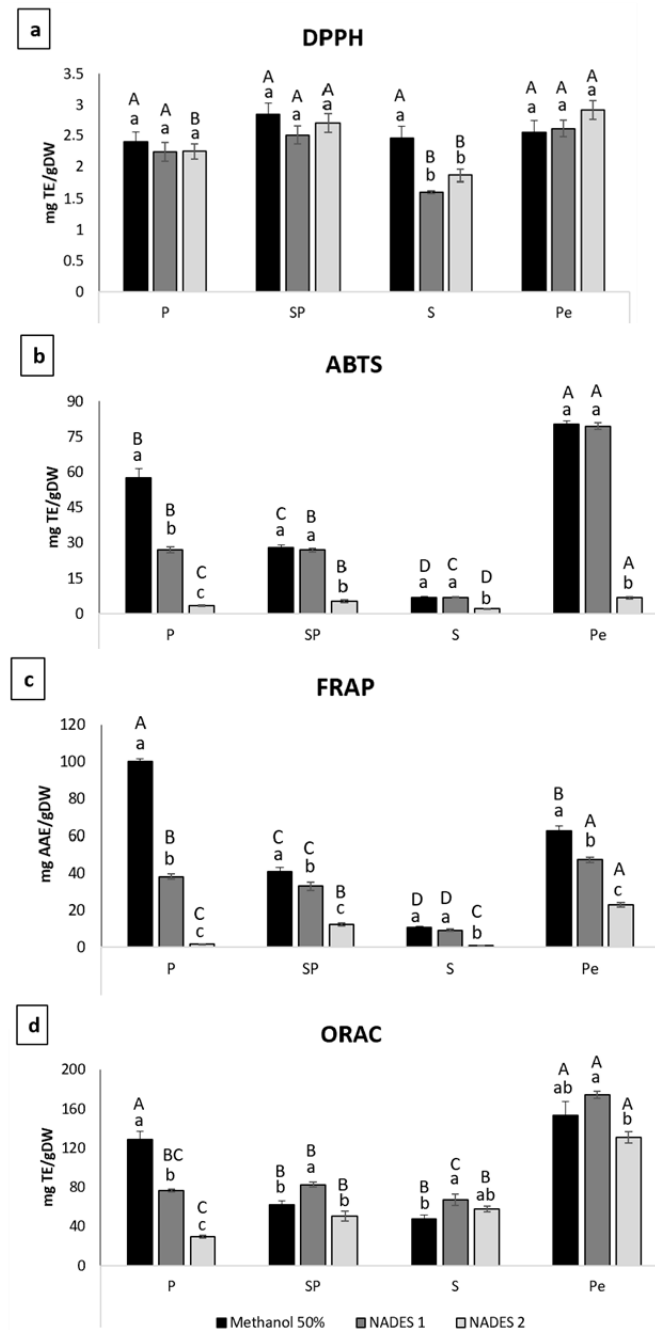 a
DPPH
3.5
3
2.5
2
1.5
1
0.5
0
mg TE/gDW
A A B
a a a
A A A
a a a
A B B
a b b
A A A
a a a
P SP S Pe
b
ABTS
90
75
60
45
30
15
0
mg TE/gDW
B B C
a b c
C B B
a a b
D C D
a a b
A A A
a a b
P SP S Pe
c
FRAP
120
100
80
60
40
20
0
mg AAE/gDW
A B C
a b c
C C B
a b c
D D C
a a b
B A A
a b c
P SP S Pe
d
ORAC
200
160
120
80
40
0
mg TE/gDW
A BC C
a b c
B B B
b a b
B C B
b a ab
A A A
ab a b
P SP S Pe
Methanol 50% NADES 1 NADES 2